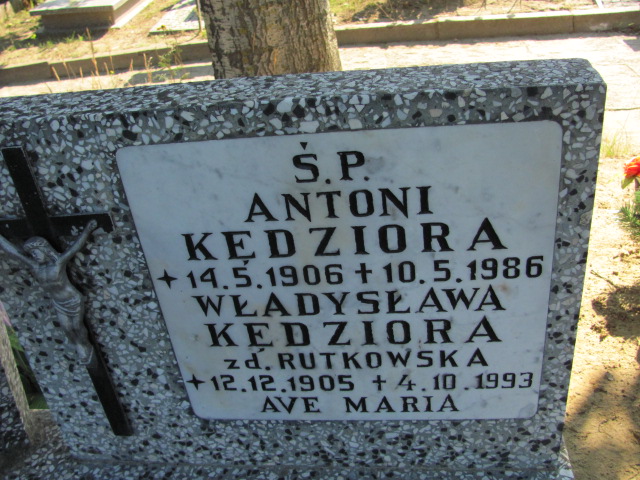 Ś.P.
ANTONI
KĘDZIORA
+14.5.1906+10.5.1986
WŁADYSŁAWA
KĘDZIORA
zd. RUTKOWSKA
+12.12.1905 +4.10.1993
AVE MARIA